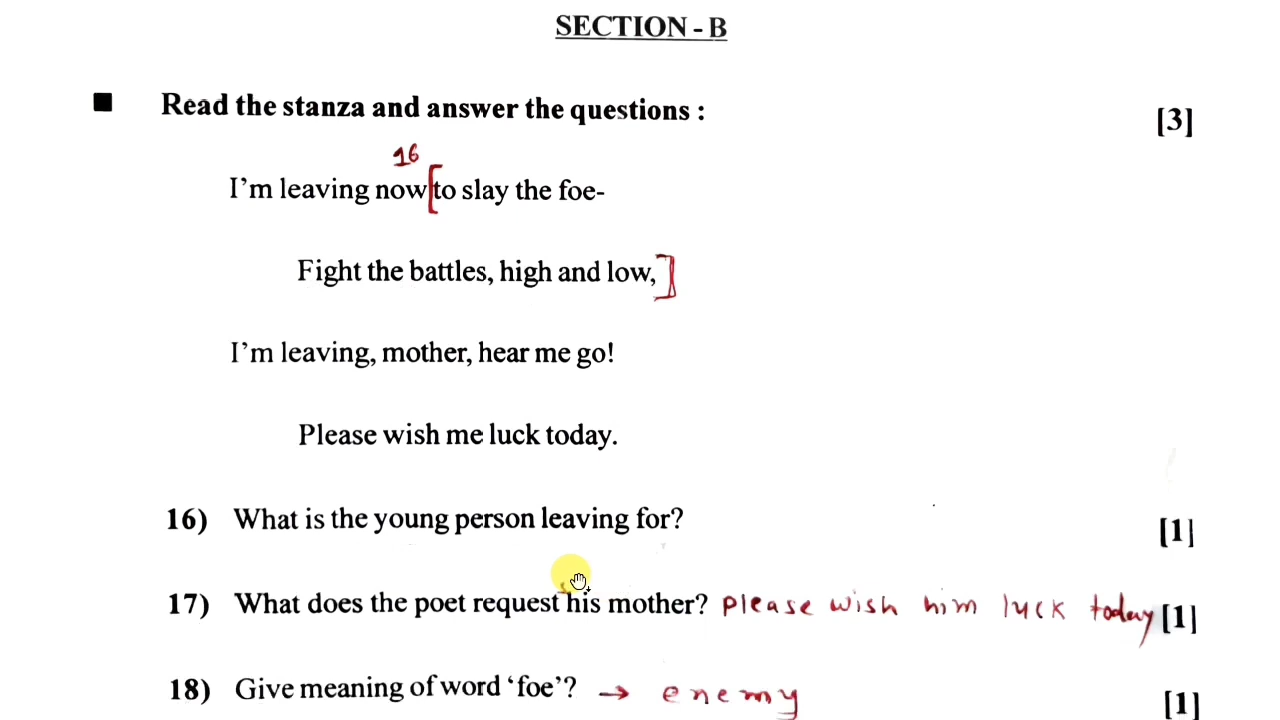 SECTION - B
■ Read the stanza and answer the questions : [3]
16
I'm leaving now [to slay the foe-
Fight the battles, high and low,]
I'm leaving, mother, hear me go!
Please wish me luck today.
16) What is the young person leaving for? [1]
17) What does the poet request his mother? please wish him luck today [1]
18) Give meaning of word 'foe'? → enemy [1]